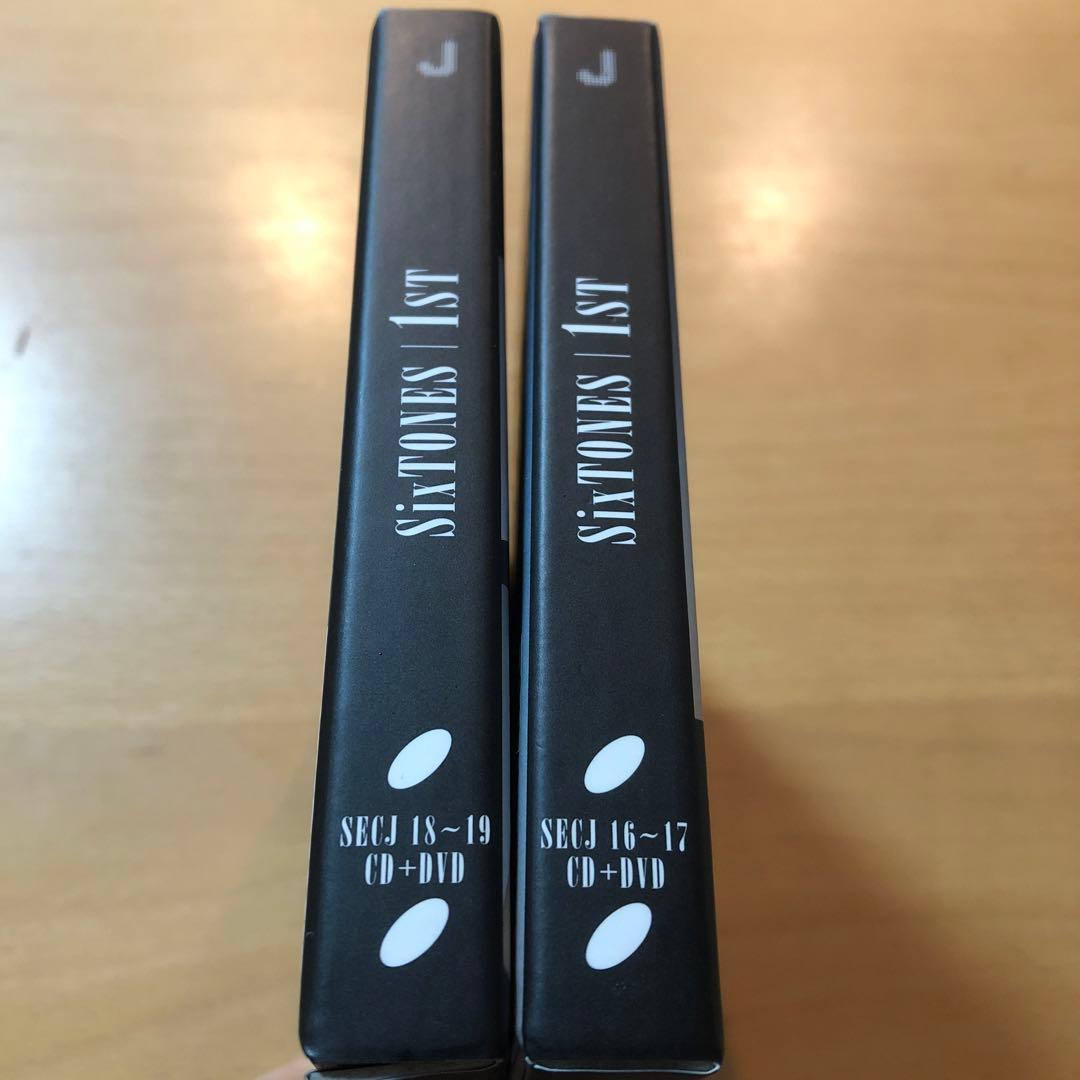 J
SixTONES | 1ST
SECJ 18~19
CD+DVD
J
SixTONES | 1ST
SECJ 16~17
CD+DVD